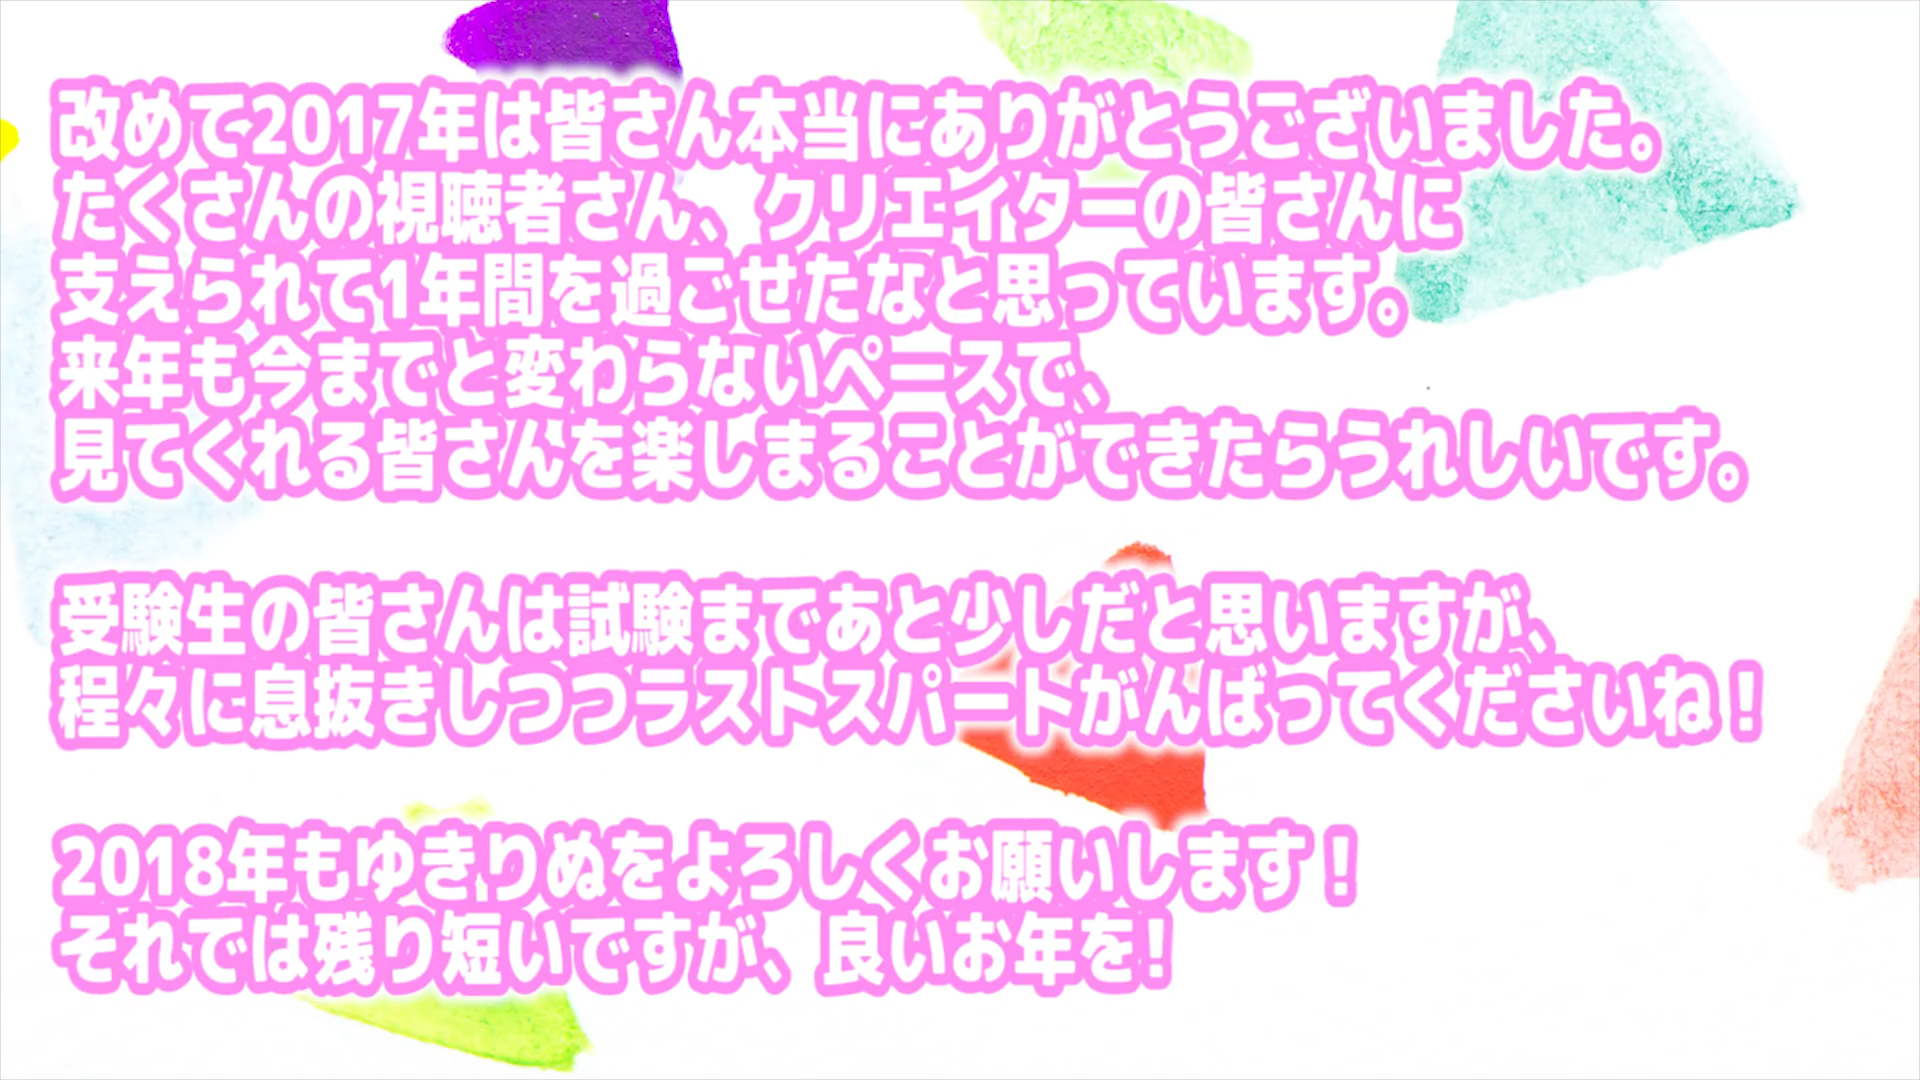 改めて2017年は皆さん本当にありがとうございました。
たくさんの視聴者さん、クリエイターの皆さんに
支えられて1年間を過ごせたなと思っています。
来年も今までと変わらないペースで、
見てくれる皆さんを楽しまることができたらうれしいです。
受験生の皆さんは試験まであと少しだと思いますが、
程々に息抜きしつつラストスパートがんばってくださいね！
2018年もゆきりぬをよろしくお願いします！
それでは残り短いですが、良いお年を!